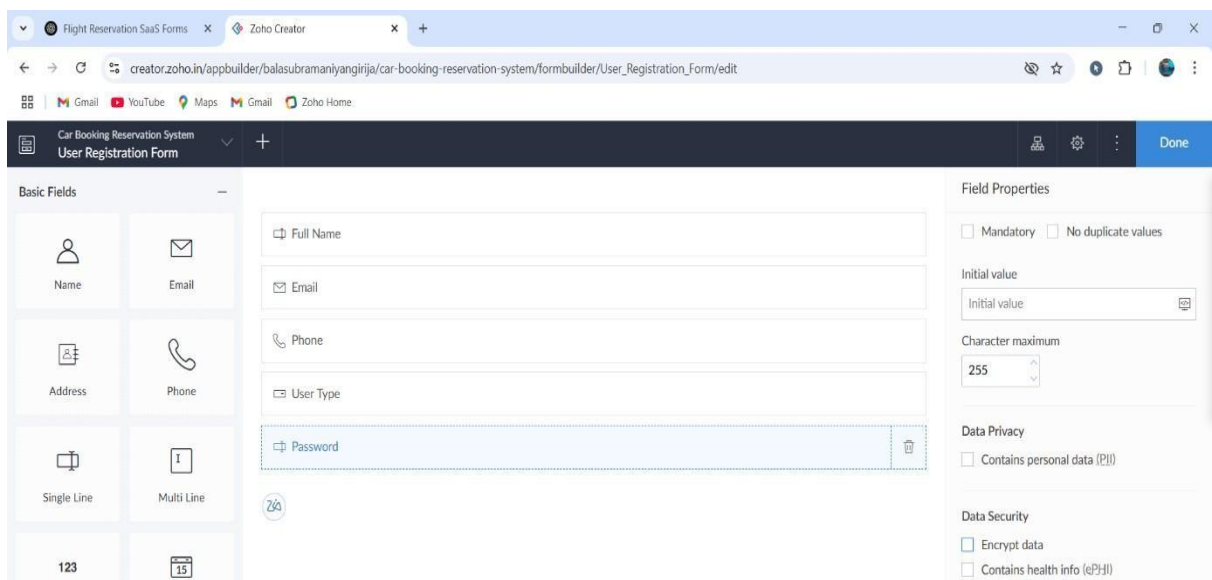 Flight Reservation SaaS Forms
Zoho Creator
creator.zoho.in/appbuilder/balasubramaniyangirija/car-booking-reservation-system/formbuilder/User_Registration_Form/edit
Gmail YouTube Maps Gmail Zoho Home
Car Booking Reservation System
User Registration Form
Done
Basic Fields
Name Email
Address Phone
Single Line Multi Line
123 15
Full Name
Email
Phone
User Type
Password
Zia
Field Properties
Mandatory No duplicate values
Initial value
Initial value
Character maximum
255
Data Privacy
Contains personal data (PII)
Data Security
Encrypt data
Contains health info (ePHI)